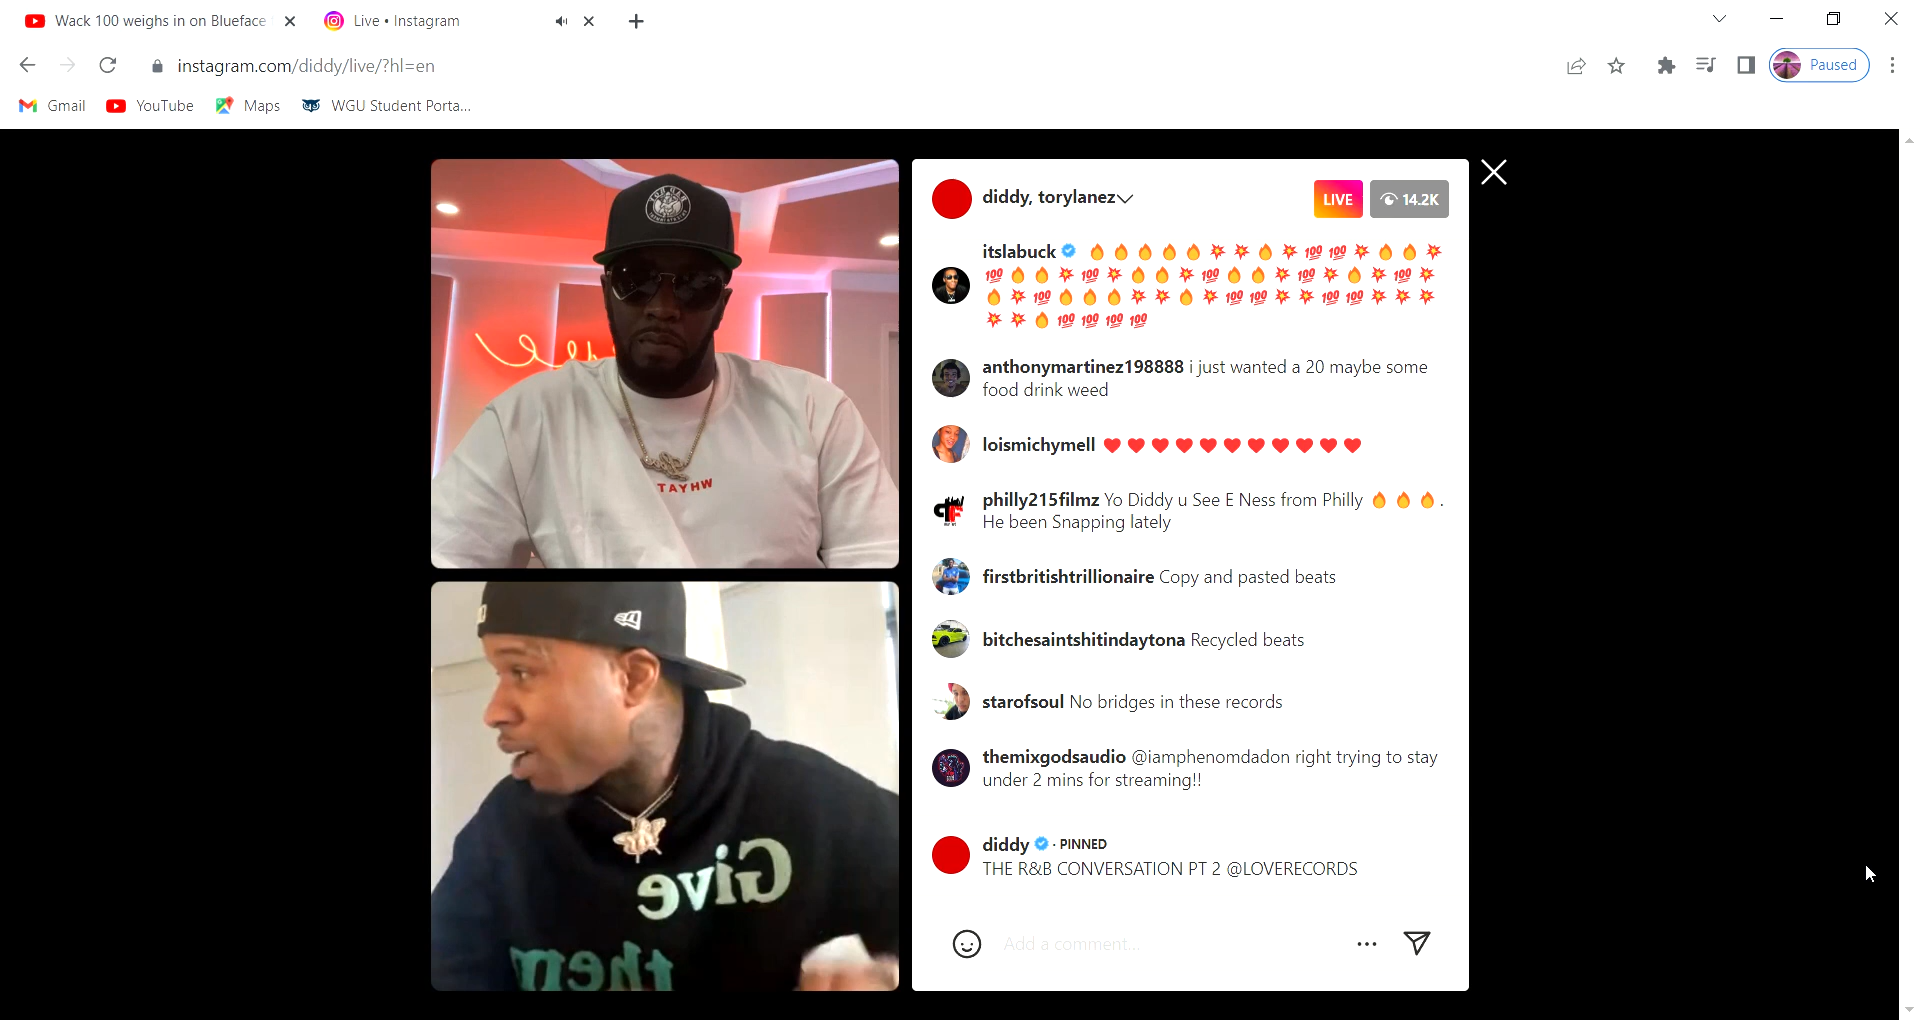 Wack 100 weighs in on Blueface
Live • Instagram
instagram.com/diddy/live/?hl=en
Paused
Gmail
YouTube
Maps
WGU Student Porta...
TAYHW
Give
them
diddy, torylanez
LIVE
14.2K
itslabuck 🔥🔥🔥🔥🔥💥💥🔥💥💯💯💥🔥🔥💥
💯🔥🔥💥💯💥🔥🔥💥💯🔥🔥💥💯💥🔥💥💯💥
🔥💥💯🔥🔥🔥💥💥🔥💥💯💯💥💥💯💯💥💥💥
💥💥🔥💯💯💯💯
anthonymartinez198888 i just wanted a 20 maybe some
food drink weed
loismichymell ❤️❤️❤️❤️❤️❤️❤️❤️❤️❤️❤️
philly215filmz Yo Diddy u See E Ness from Philly 🔥🔥🔥.
He been Snapping lately
firstbritishtrillionaire Copy and pasted beats
bitchesaintshitindaytona Recycled beats
starofsoul No bridges in these records
themixgodsaudio @iamphenomdadon right trying to stay
under 2 mins for streaming!!
diddy · PINNED
THE R&B CONVERSATION PT 2 @LOVERECORDS
Add a comment...